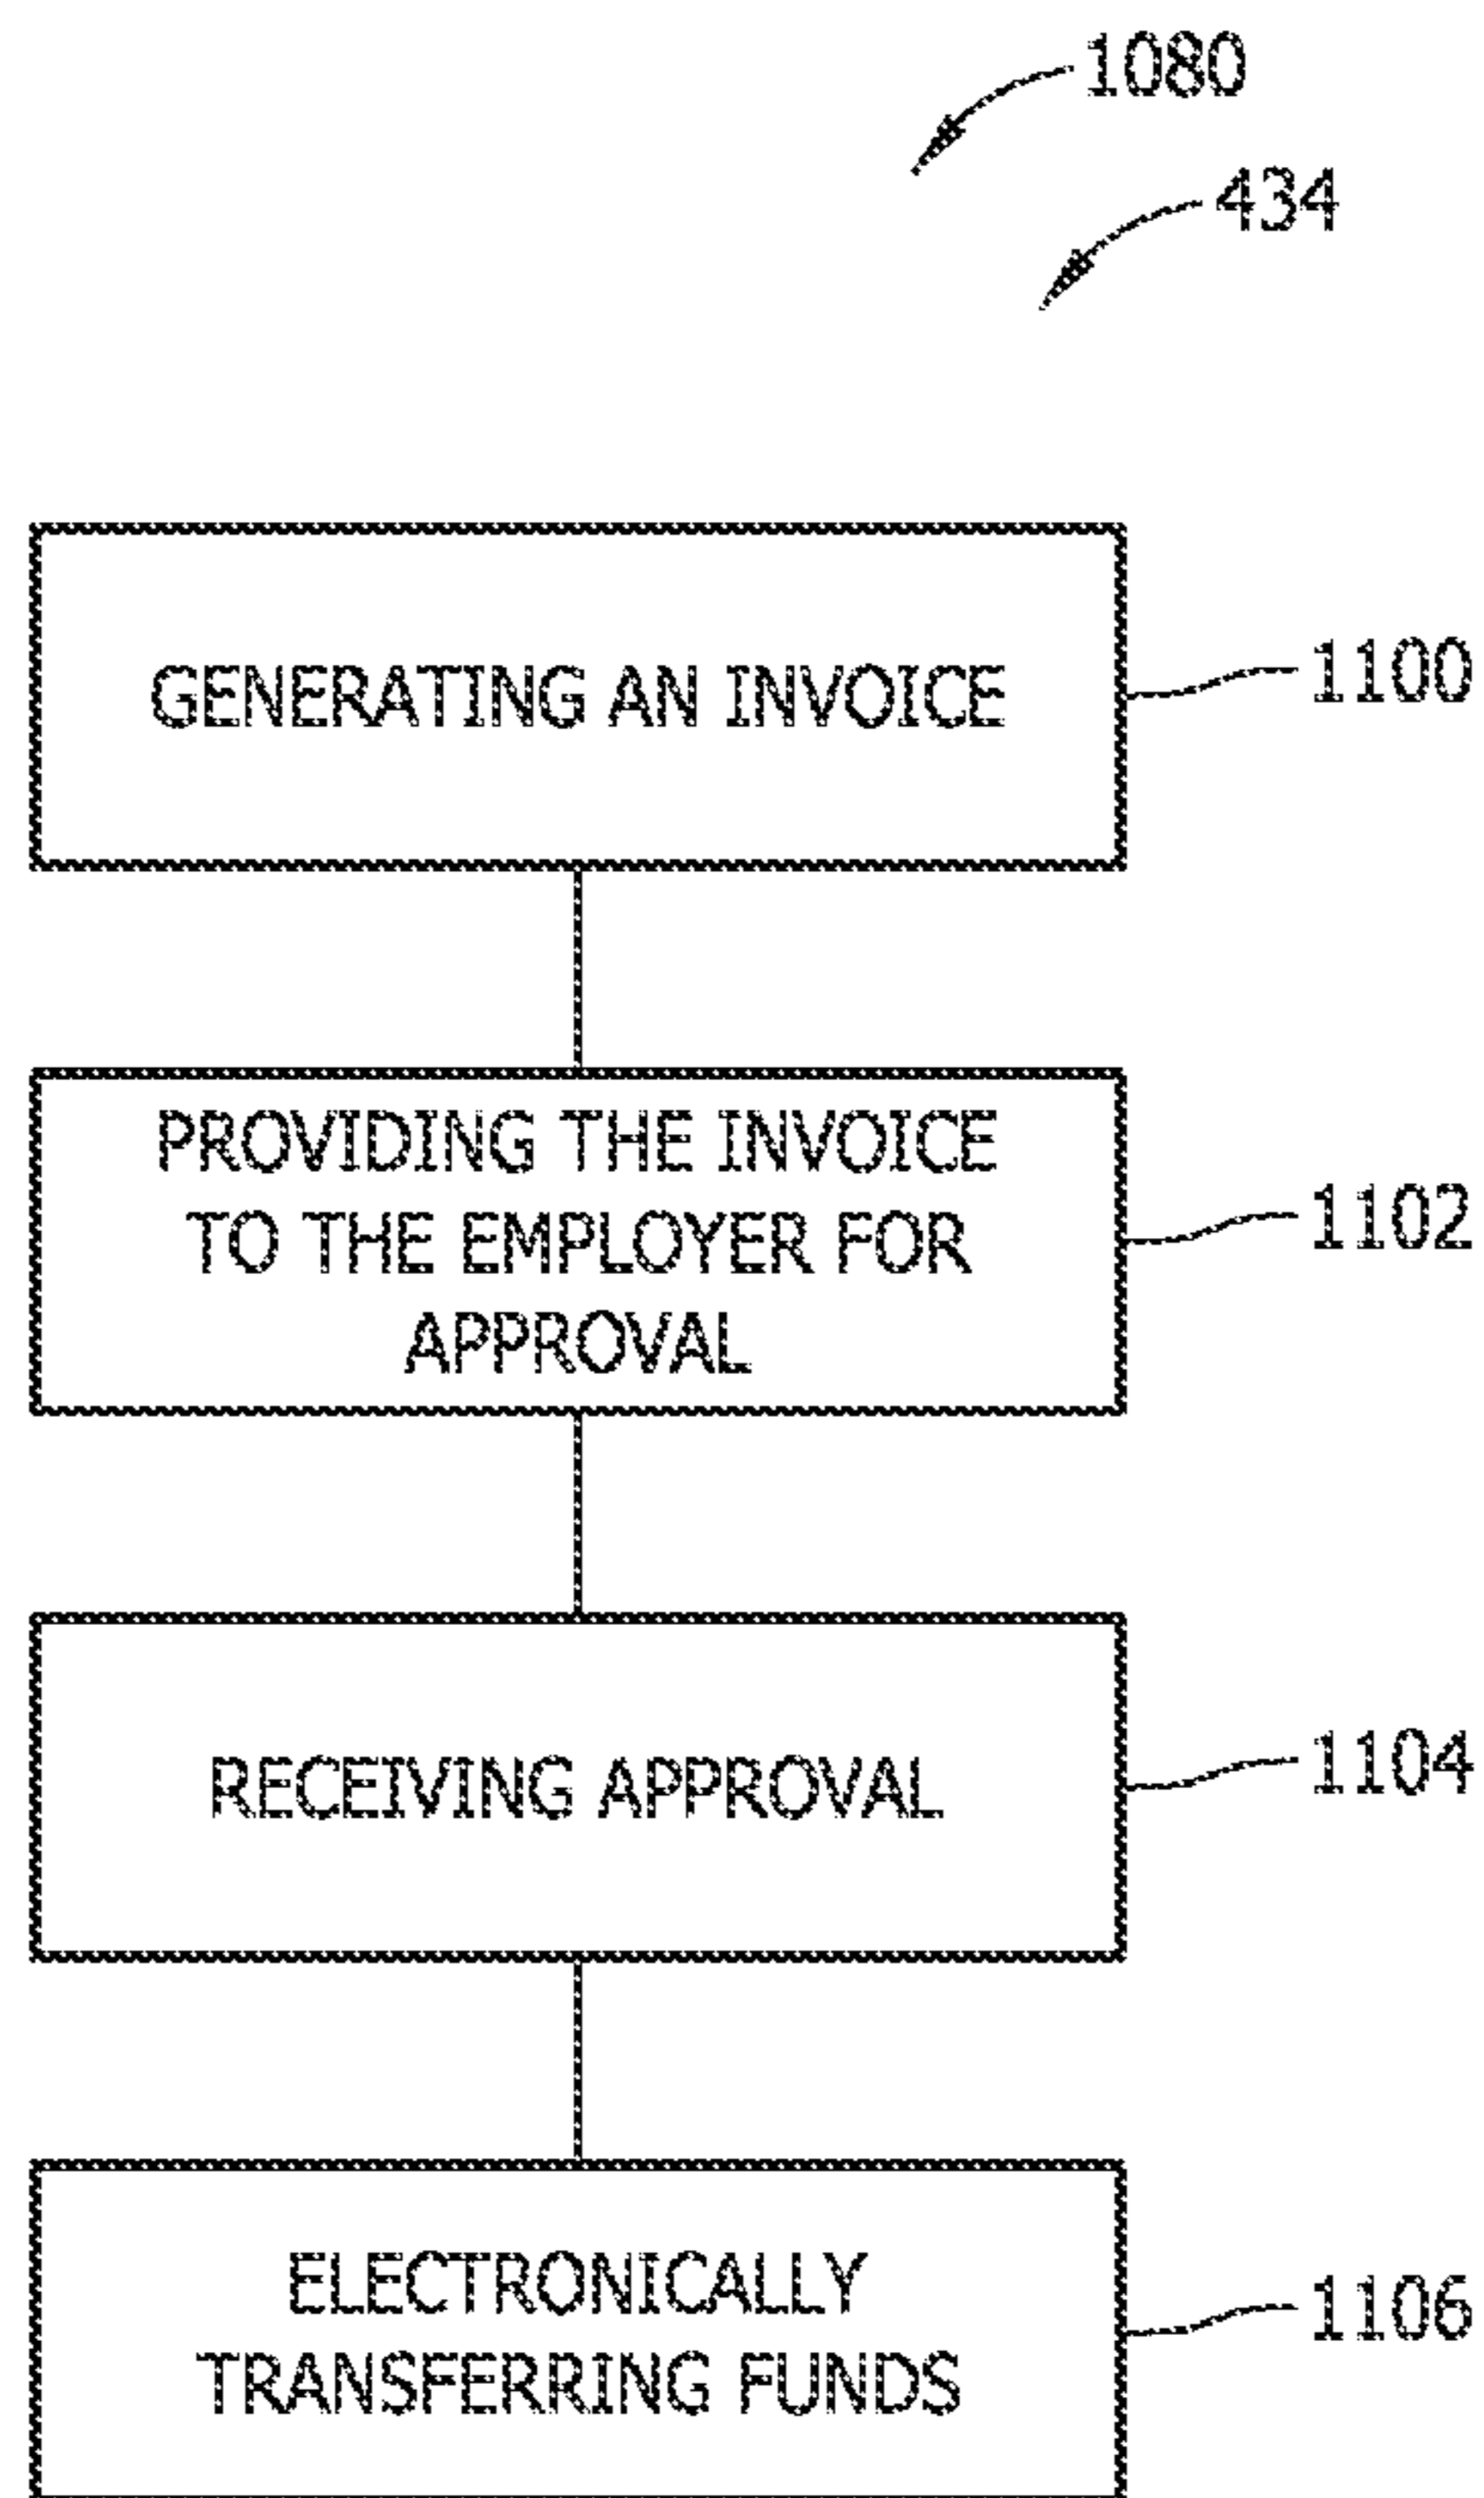 1080
434
GENERATING AN INVOICE
1100
PROVIDING THE INVOICE
TO THE EMPLOYER FOR
APPROVAL
1102
RECEIVING APPROVAL
1104
ELECTRONICALLY
TRANSFERRING FUNDS
1106